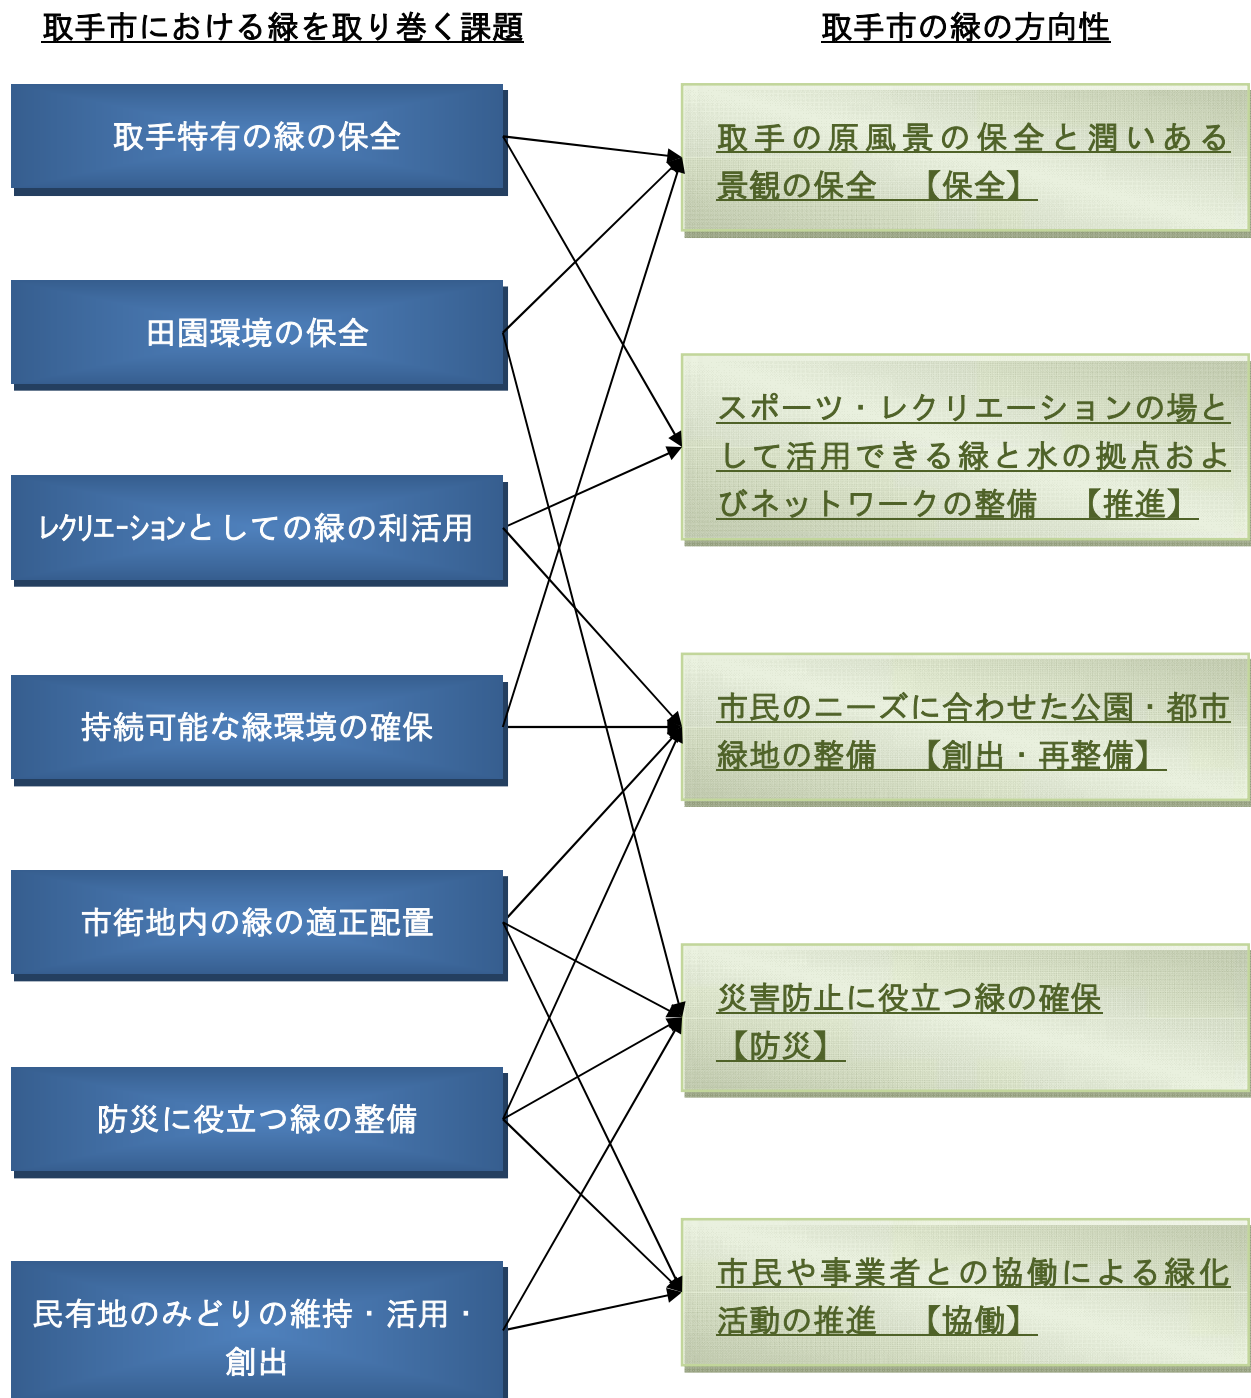 取手市における緑を取り巻く課題
取手特有の緑の保全
田園環境の保全
ﾚｸﾘｴｰｼｮﾝとしての緑の利活用
持続可能な緑環境の確保
市街地内の緑の適正配置
防災に役立つ緑の整備
民有地のみどりの維持・活用・
創出
取手市の緑の方向性
取手の原風景の保全と潤いある
景観の保全　【保全】
スポーツ・レクリエーションの場と
して活用できる緑と水の拠点およ
びネットワークの整備　【推進】
市民のニーズに合わせた公園・都市
緑地の整備　【創出・再整備】
災害防止に役立つ緑の確保
【防災】
市民や事業者との協働による緑化
活動の推進　【協働】